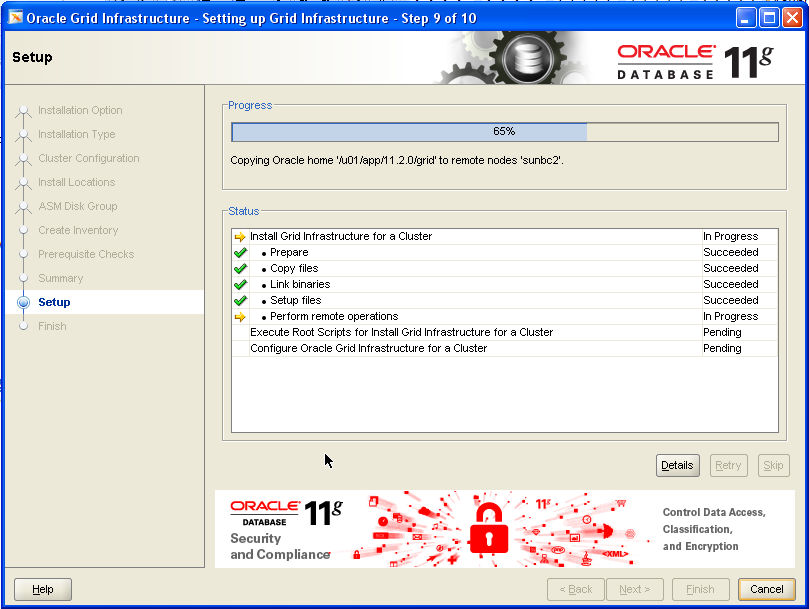 Oracle Grid Infrastructure - Setting up Grid Infrastructure - Step 9 of 10
Setup
ORACLE
DATABASE
11g
Installation Option
Installation Type
Cluster Configuration
Install Locations
ASM Disk Group
Create Inventory
Prerequisite Checks
Summary
Setup
Finish
Progress
65%
Copying Oracle home '/u01/app/11.2.0/grid' to remote nodes 'sunbc2'.
Status
Install Grid Infrastructure for a Cluster In Progress
• Prepare Succeeded
• Copy files Succeeded
• Link binaries Succeeded
• Setup files Succeeded
• Perform remote operations In Progress
Execute Root Scripts for Install Grid Infrastructure for a Cluster Pending
Configure Oracle Grid Infrastructure for a Cluster Pending
Details Retry Skip
ORACLE
DATABASE
11g
Security
and Compliance
11g
<XML>
Control Data Access,
Classification,
and Encryption
Help < Back Next > Finish Cancel